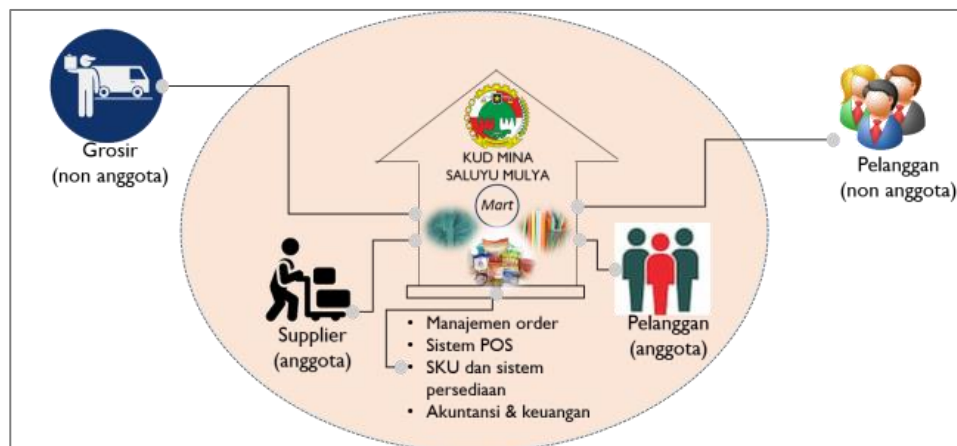 Grosir
(non anggota)
KUD MINA
SALUYU MULYA
Mart
Pelanggan
(non anggota)
Supplier
(anggota)
• Manajemen order
• Sistem POS
• SKU dan sistem
persediaan
• Akuntansi & keuangan
Pelanggan
(anggota)